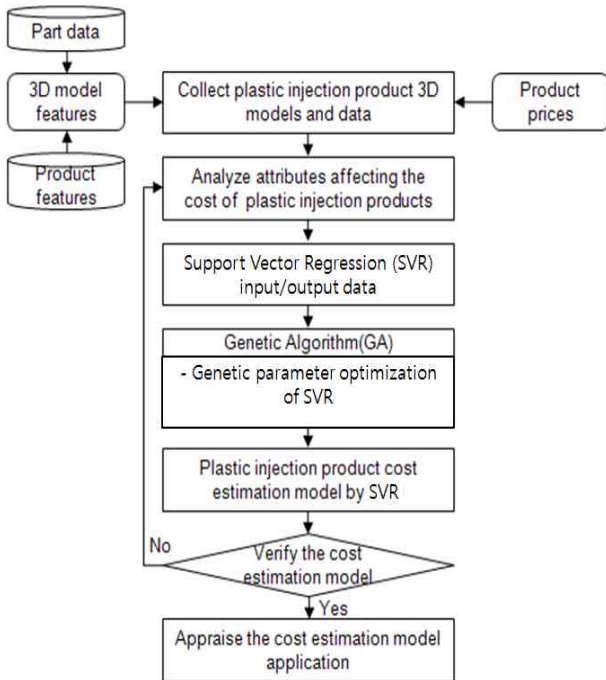 Part data
3D model
features
Product
features
Collect plastic injection product 3D
models and data
Product
prices
Analyze attributes affecting the
cost of plastic injection products
Support Vector Regression (SVR)
input/output data
Genetic Algorithm(GA)
- Genetic parameter optimization
of SVR
Plastic injection product cost
estimation model by SVR
No
Verify the cost
estimation model
Yes
Appraise the cost estimation model
application